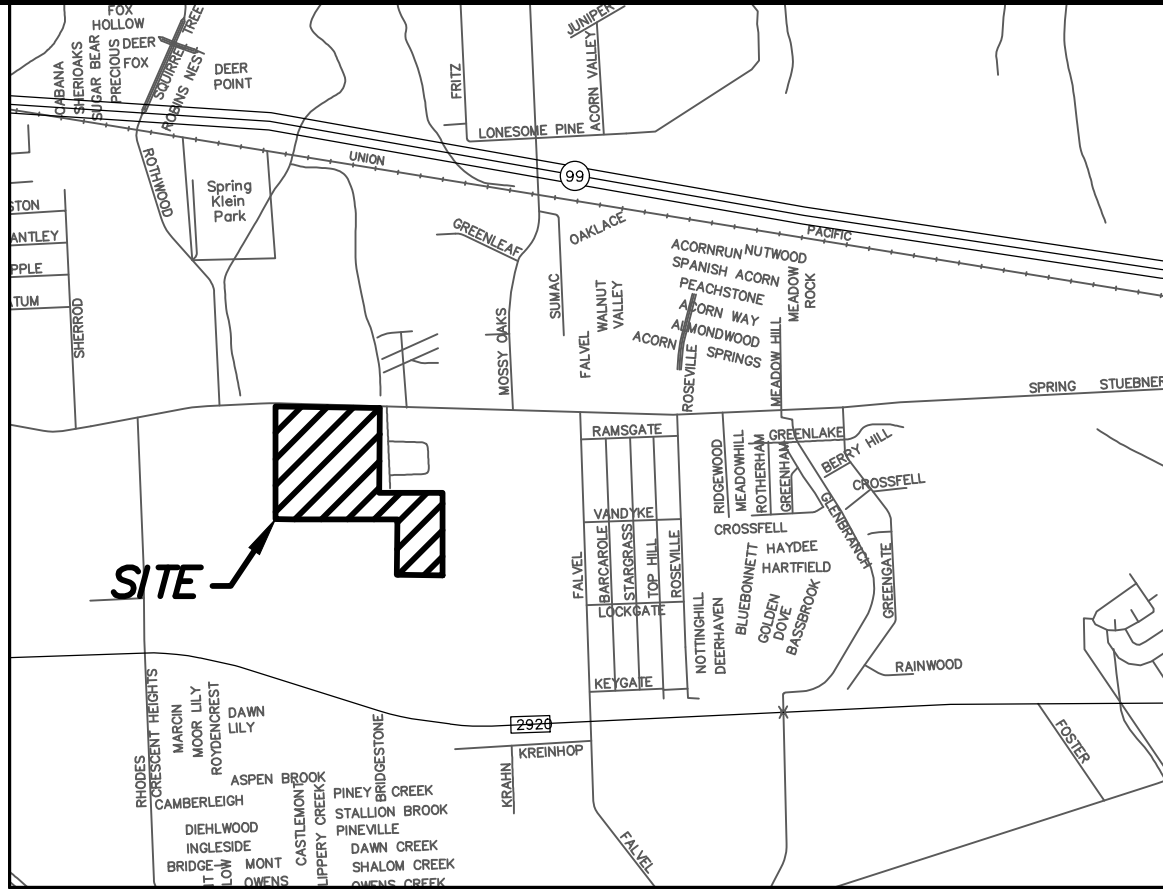 FOX
HOLLOW
DEER
FOX
CABANA
SHERIOAKS
SUGAR BEAR
PRECIOUS
SQUIRREL TREE
ROBINS NEST
DEER
POINT
FRITZ
JUNIPER
ACORN VALLEY
LONESOME PINE
UNION
99
PACIFIC
ROTHWOOD
Spring
Klein
Park
STON
ANTLEY
PPLE
ATUM
SHERROD
GREENLEAF
OAKLACE
SUMAC
WALNUT
VALLEY
FALVEL
MOSSY OAKS
ACORNRUN
NUTWOOD
SPANISH ACORN
PEACHSTONE
ACORN WAY
ALMONDWOOD
ACORN
SPRINGS
MEADOW
ROCK
MEADOW HILL
ROSEVILLE
SPRING STUEBNER
RAMSGATE
VANDYKE
FALVEL
BARCAROLE
STARGRASS
TOP HILL
ROSEVILLE
LOCKGATE
KEYGATE
RIDGEWOOD
MEADOWHILL
ROTHERHAM
GREENHAM
GREENLAKE
BERRY HILL
CROSSFELL
GLENBRANCH
CROSSFELL
HAYDEE
HARTFIELD
BLUEBONNETT
GOLDEN
DOVE
BASSBROOK
GREENGATE
NOTTINGHILL
DEERHAVEN
RAINWOOD
SITE
2920
KREINHOP
KRAHN
FALVEL
FOSTER
RHODES
CRESCENT HEIGHTS
MARCIN
MOOR LILY
ROYDENCREST
DAWN
LILY
BRIDGESTONE
ASPEN BROOK
CAMBERLEIGH
CASTLEMONT
LIPPERY CREEK
PINEY CREEK
STALLION BROOK
PINEVILLE
DAWN CREEK
SHALOM CREEK
OWENS CREEK
DIEHLWOOD
INGLESIDE
BRIDGE-
MONT
OWENS
IT
LOW